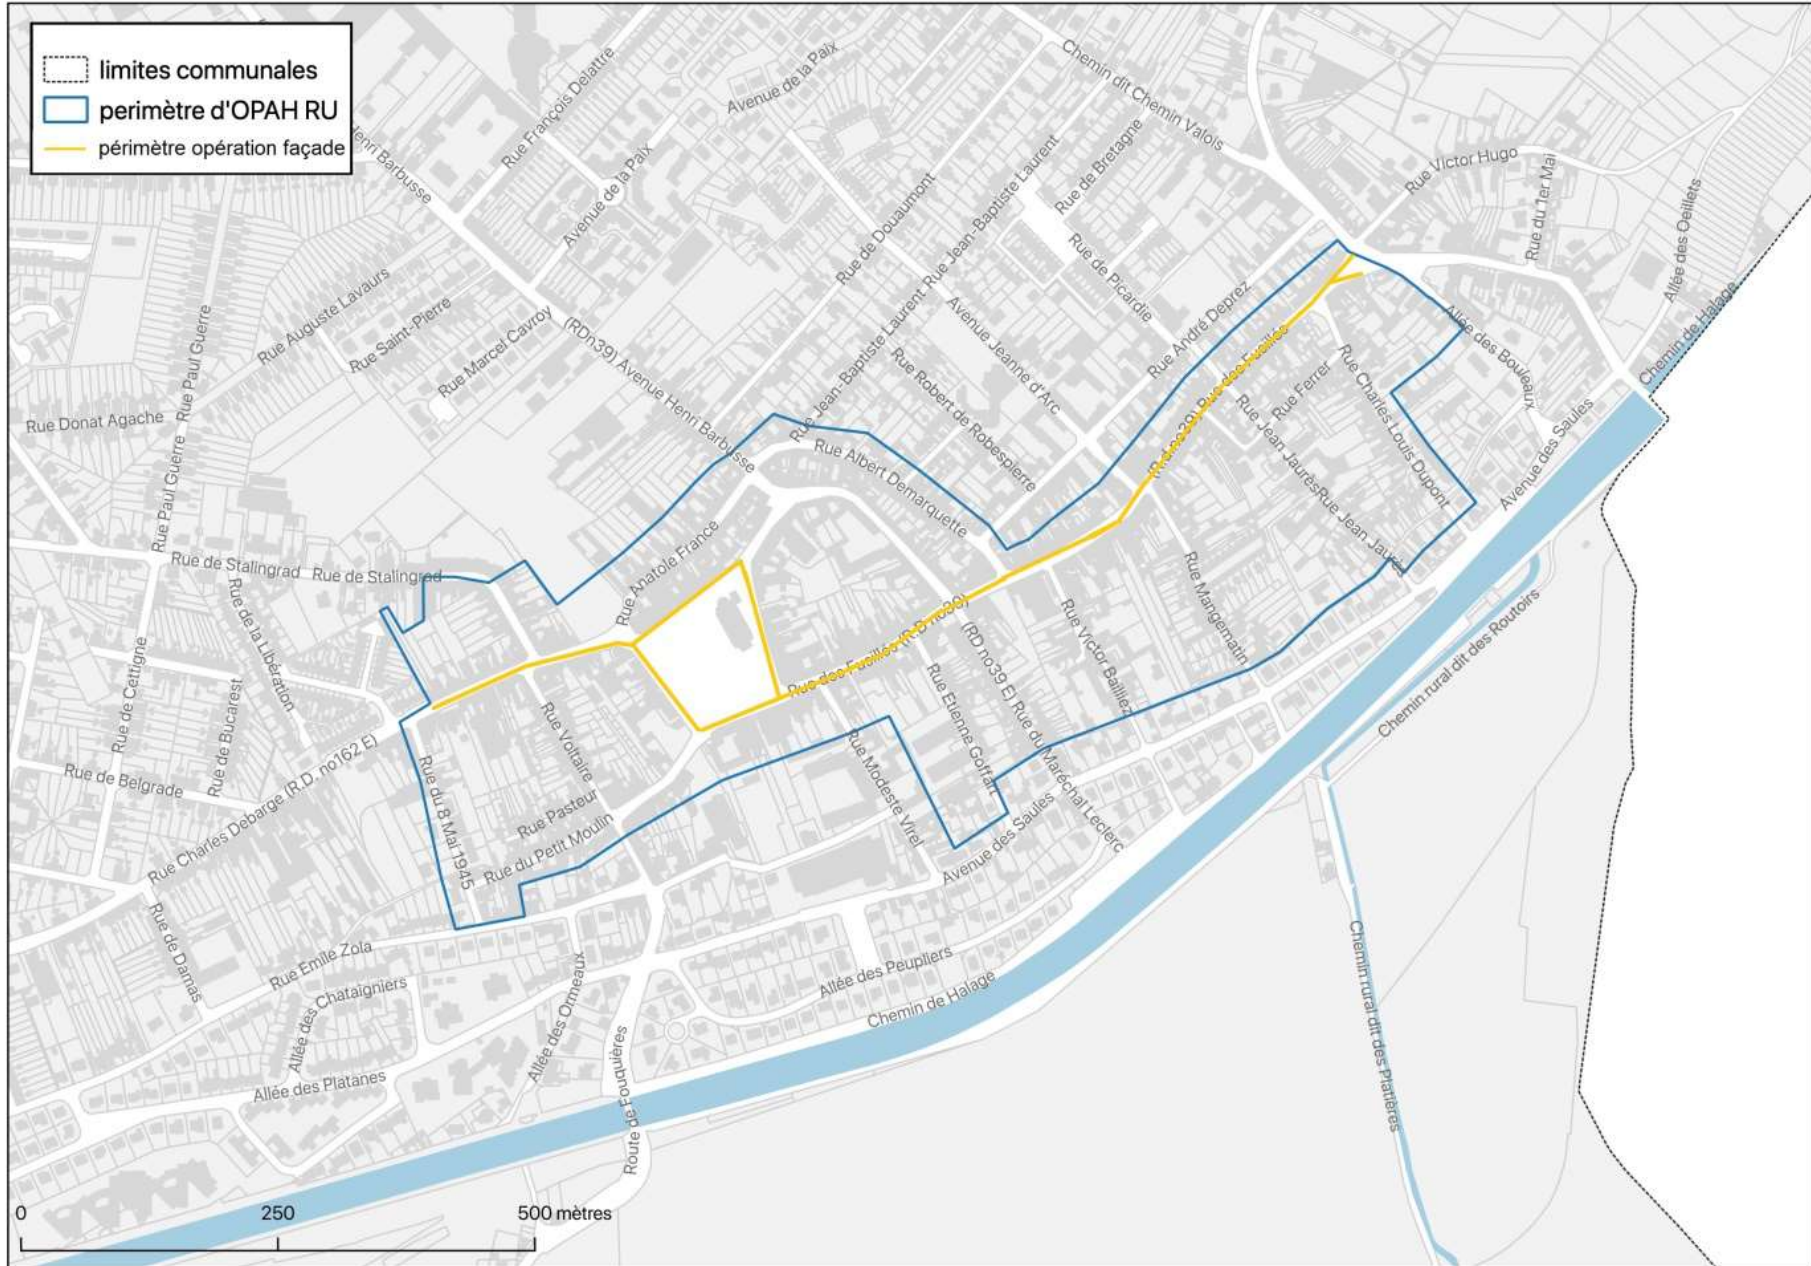 limites communales
perimètre d'OPAH RU
périmètre opération façade
Henri Barbusse
Rue François Delattre
Avenue de la Paix
Avenue de la Paix
Chemin dit Chemin Valois
Rue de Bretagne
Rue Victor Hugo
Rue du 1er Mai
Allée des Oeillets
Chemin de Halage
Rue de Douaumont
Rue Jean-Baptiste Laurent
Rue Jean-Baptiste Laurent
Rue de Picardie
Rue Paul Guerre
Rue Auguste Lavaurs
Rue Saint-Pierre
Rue Marcel Cavroy
(RDn39) Avenue Henri Barbusse
Avenue Jeanne d'Arc
Rue André Deprez
Allée des Bouleaux
Rue Robert de Robespierre
Rue Ferrer
Rue Charles Louis Dupont
Rue Donat Agache
Rue Paul Guerre
Rue Albert Demarquette
Rue des Fusillés
Rue Jean Jaurès
Rue Jean Jaurès
Avenue des Saules
Rue de Stalingrad
Rue de Stalingrad
Rue Anatole France
Rue de la Libération
Rue Mangematin
Rue Victor Bailliez
Chemin rural dit des Routoirs
Rue des Fusillés (R.D no39)
(RD no39 E) Rue du Maréchal Leclerc
Rue Etienne Goffart
Rue de Cettigne
Rue de Bucarest
Rue de Belgrade
Rue Charles Debarge (R.D. no162 E)
Rue Voltaire
Rue du 8 Mai 1945
Rue Modeste Virel
Rue Pasteur
Rue du Petit Moulin
Avenue des Saules
Rue de Damas
Rue Emile Zola
Allée des Chataigniers
Allée des Ormeaux
Allée des Peupliers
Chemin de Halage
Chemin rural dit des Platières
Allée des Platanes
Route de Fonquières
0 250 500 mètres